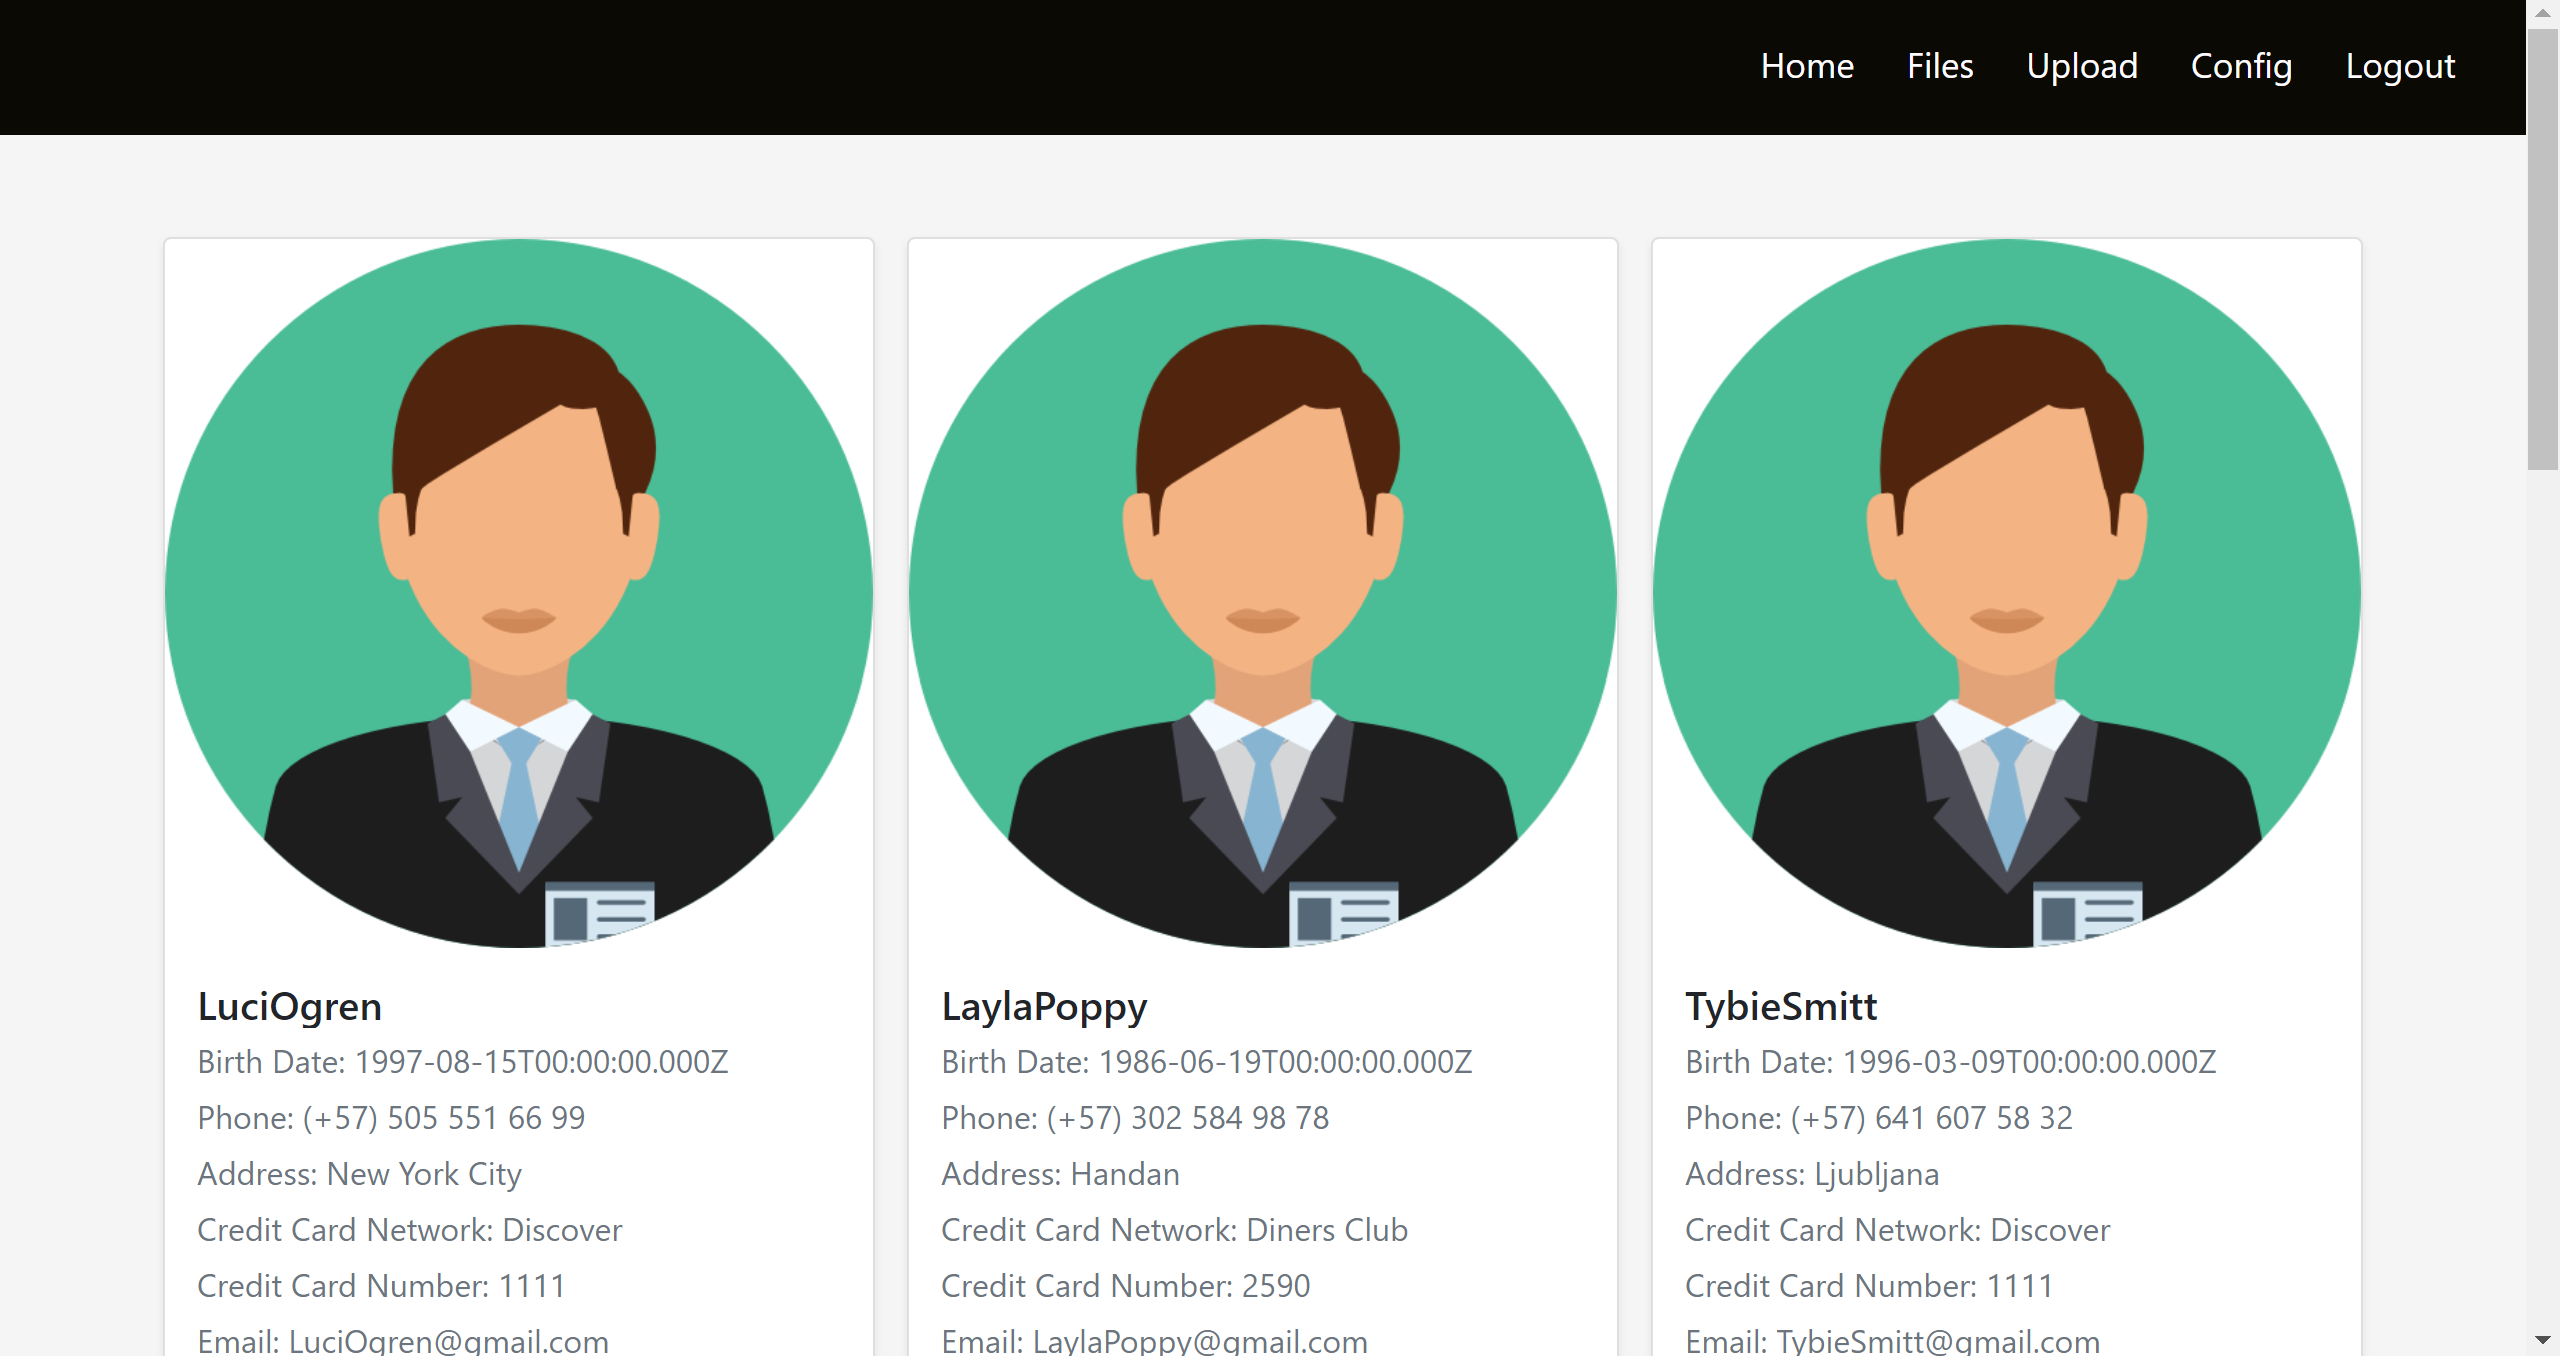 Home Files Upload Config Logout
LuciOgren
Birth Date: 1997-08-15T00:00:00.000Z
Phone: (+57) 505 551 66 99
Address: New York City
Credit Card Network: Discover
Credit Card Number: 1111
Email: LuciOgren@gmail.com
LaylaPoppy
Birth Date: 1986-06-19T00:00:00.000Z
Phone: (+57) 302 584 98 78
Address: Handan
Credit Card Network: Diners Club
Credit Card Number: 2590
Email: LaylaPoppy@gmail.com
TybieSmitt
Birth Date: 1996-03-09T00:00:00.000Z
Phone: (+57) 641 607 58 32
Address: Ljubljana
Credit Card Network: Discover
Credit Card Number: 1111
Email: TybieSmitt@gmail.com